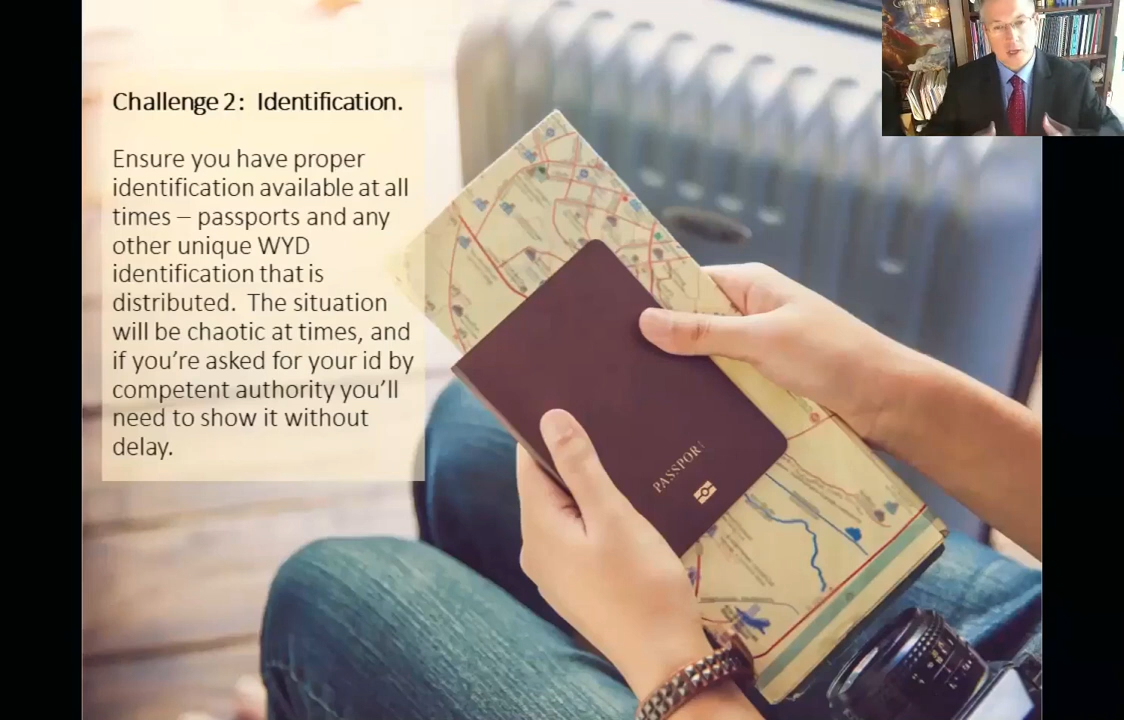 Challenge 2:  Identification.
Ensure you have proper
identification available at all
times – passports and any
other unique WYD
identification that is
distributed.  The situation
will be chaotic at times, and
if you're asked for your id by
competent authority you'll
need to show it without
delay.
PASSPORT